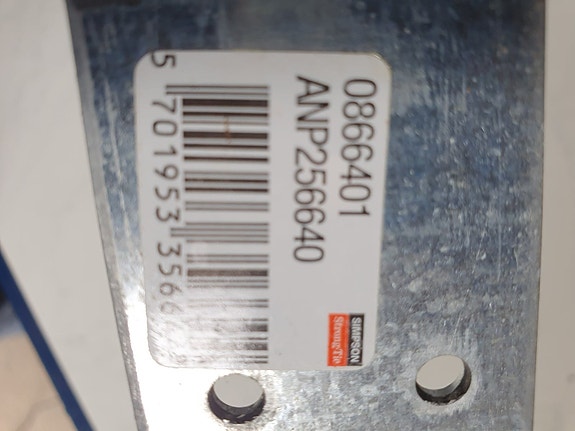 0866401
ANP256640
SIMPSON
Strong-Tie
5 701953 356